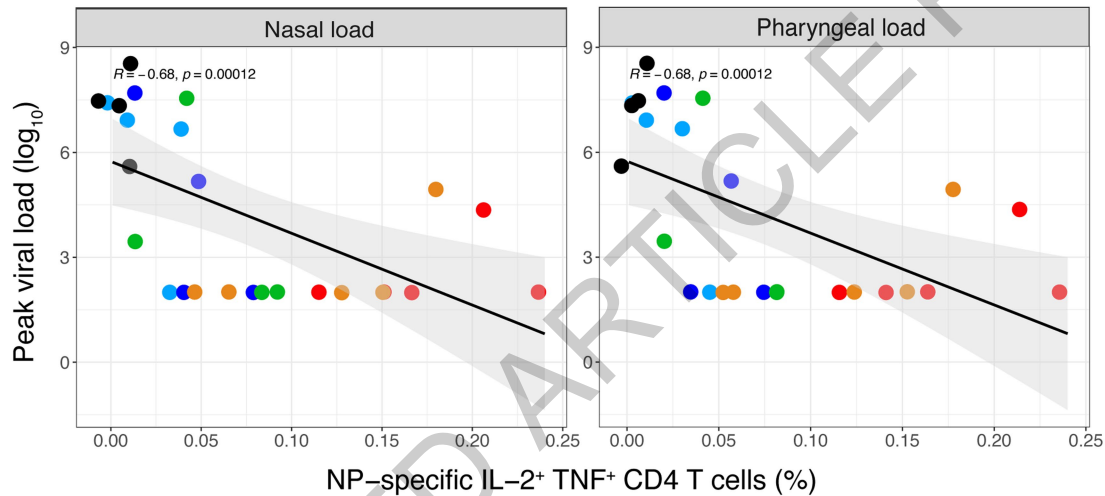 Nasal load
Pharyngeal load
R = −0.68, p = 0.00012
R = −0.68, p = 0.00012
Peak viral load (log10)
9
6
3
0
9
6
3
0
0.00 0.05 0.10 0.15 0.20 0.25
0.00 0.05 0.10 0.15 0.20 0.25
NP−specific IL−2+ TNF+ CD4 T cells (%)
ARTICLE